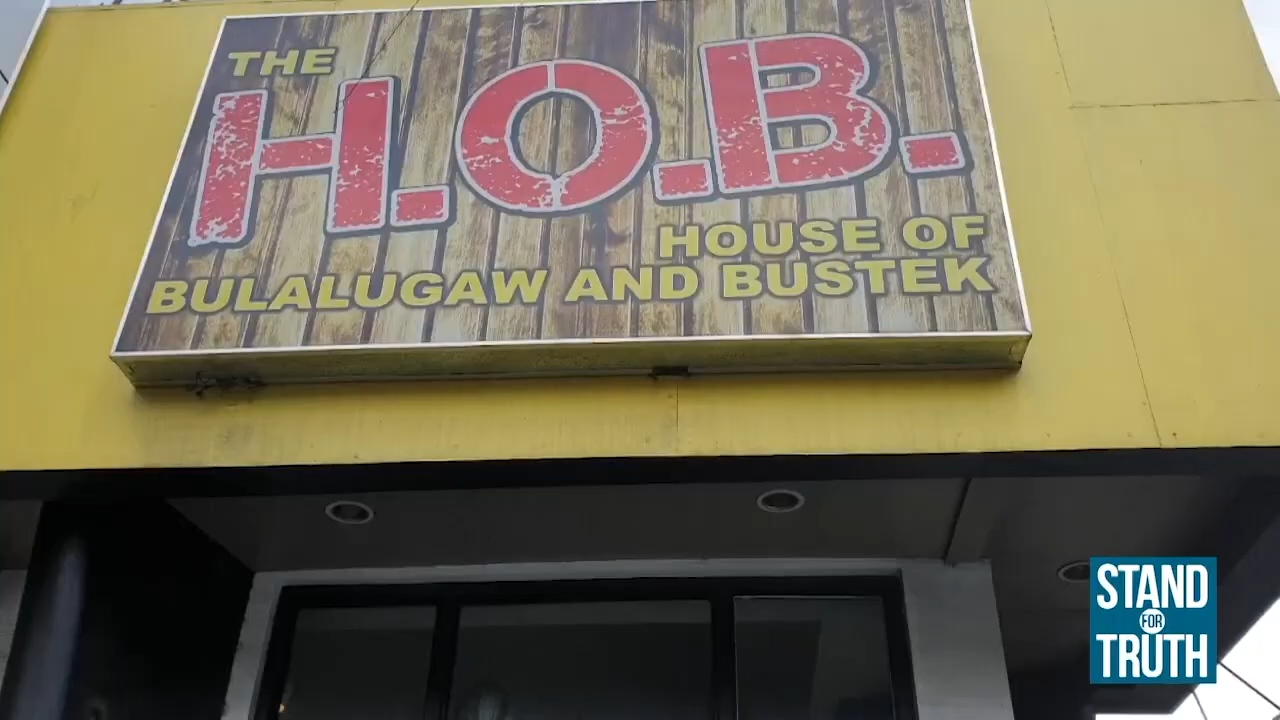 THE
H.O.B.
HOUSE OF
BULALUGAW AND BUSTEK
STAND
FOR
TRUTH